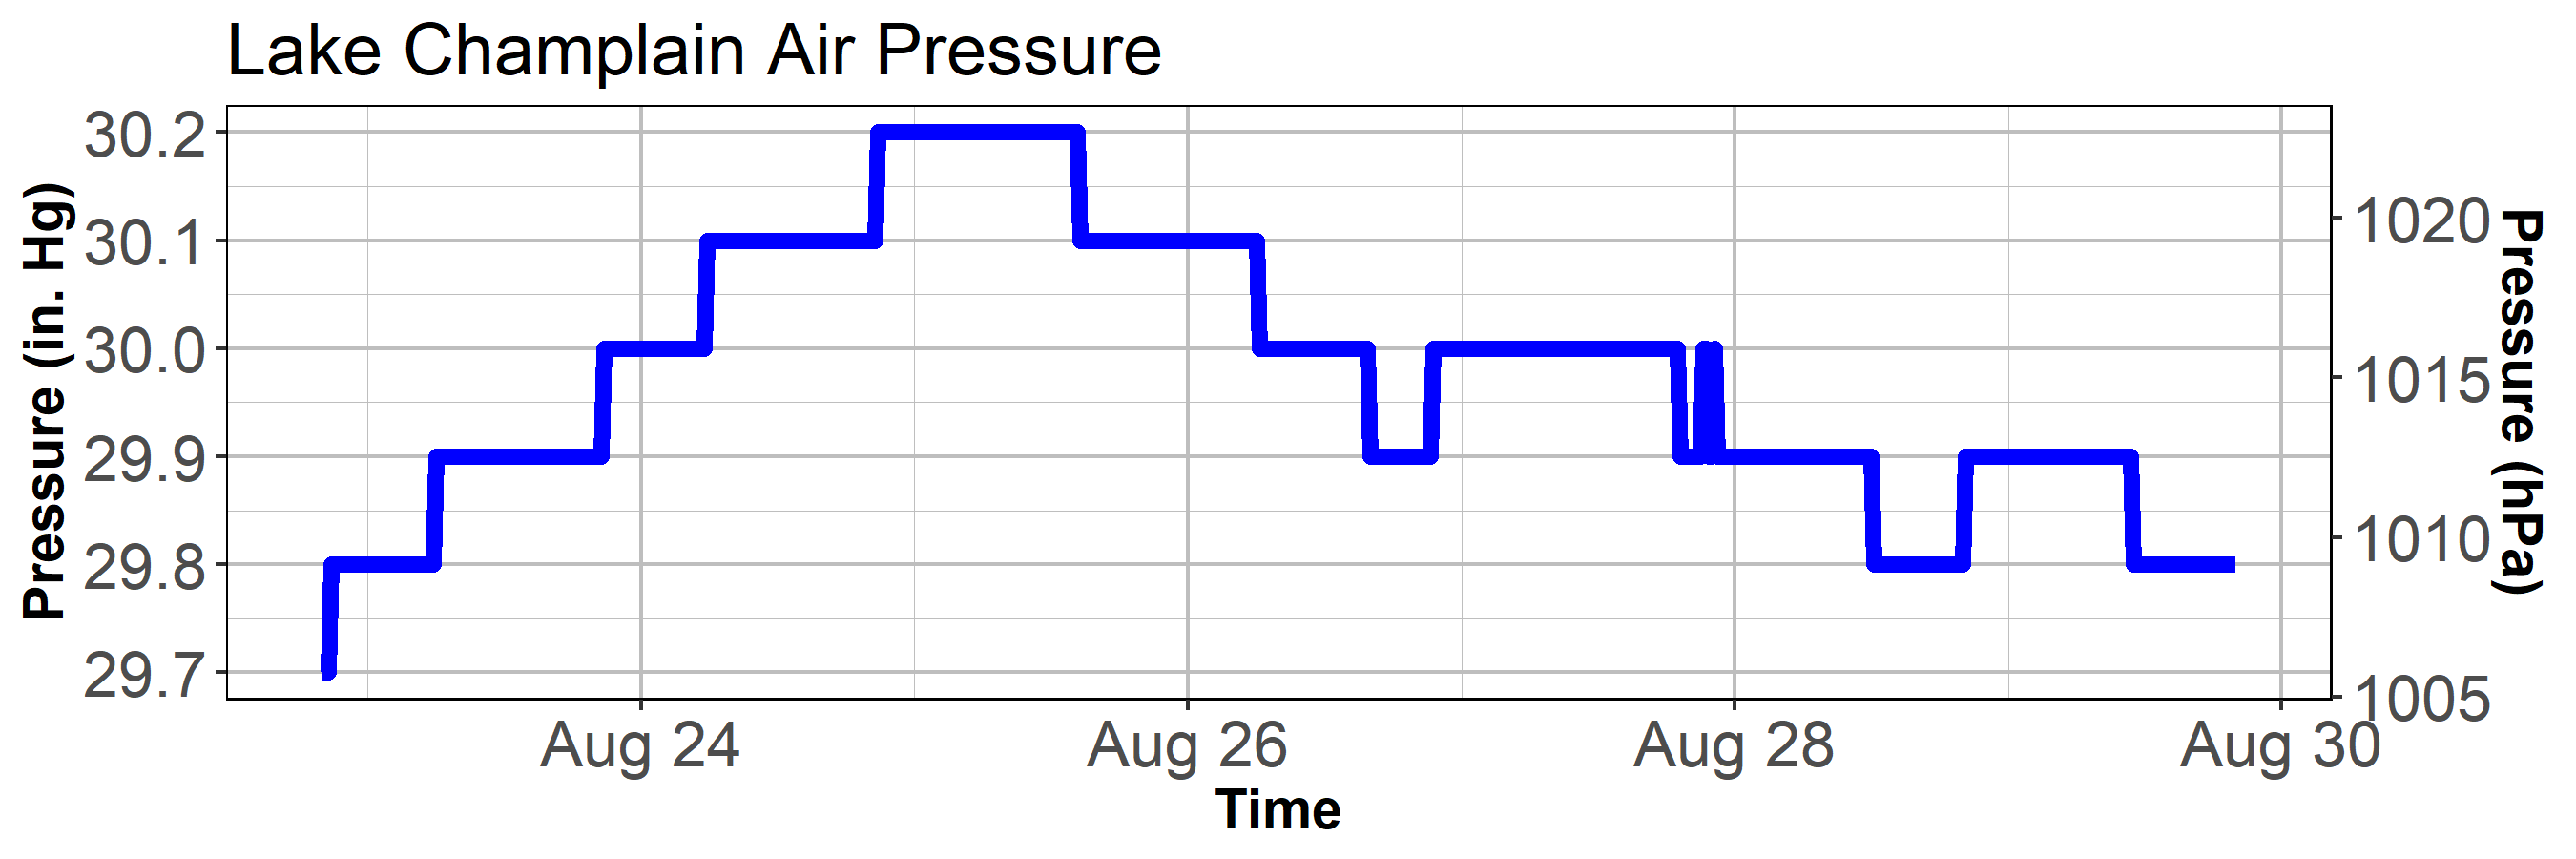 Lake Champlain Air Pressure
Pressure (in. Hg)
30.2
30.1
30.0
29.9
29.8
29.7
1020
1015
1010
1005
Pressure (hPa)
Aug 24
Aug 26
Aug 28
Aug 30
Time